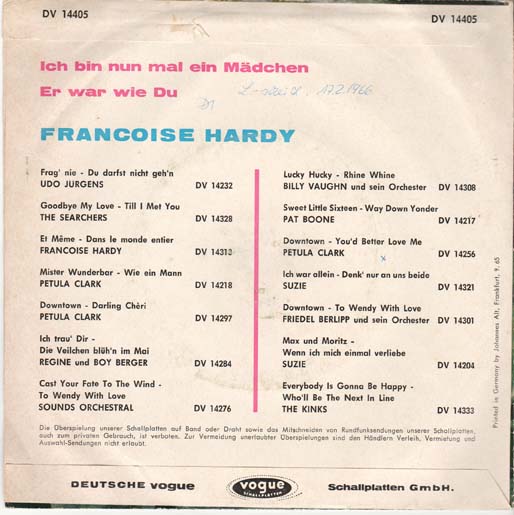 DV 14405
DV 14405
Ich bin nun mal ein Mädchen
Er war wie Du
17.2.1966
FRANCOISE HARDY
Frag' nie - Du darfst nicht geh'n
UDO JÜRGENS DV 14232
Goodbye My Love - Till I Met You
THE SEARCHERS DV 14328
Et Même - Dans le monde entier
FRANCOISE HARDY DV 14313
Mister Wunderbar - Wie ein Mann
PETULA CLARK DV 14218
Downtown - Darling Chèri
PETULA CLARK DV 14297
Ich trau' Dir -
Die Veilchen blüh'n im Mai
REGINE und BOY BERGER DV 14284
Cast Your Fate To The Wind -
To Wendy With Love
SOUNDS ORCHESTRAL DV 14276
Lucky Hucky - Rhine Whine
BILLY VAUGHN und sein Orchester DV 14308
Sweet Little Sixteen - Way Down Yonder
PAT BOONE DV 14217
Downtown - You'd Better Love Me
PETULA CLARK DV 14256
x
Ich war allein - Denk' nur an uns beide
SUZIE DV 14321
Downtown - To Wendy With Love
FRIEDEL BERLIPP und sein Orchester DV 14301
Max und Moritz -
Wenn ich mich einmal verliebe
SUZIE DV 14204
Everybody Is Gonna Be Happy -
Who'll Be The Next In Line
THE KINKS DV 14333
Printed in Germany by Johannes Alt, Frankfurt, 9. 65
Die Überspielung unserer Schallplatten auf Band oder Draht sowie das Mitschneiden von Rundfunksendungen unserer Schallplatten,
auch zum privaten Gebrauch, ist verboten. Zur Vermeidung unerlaubter Überspielungen sind den Händlern Verleih, Vermietung und
Auswahl-Sendungen nicht erlaubt.
DEUTSCHE vogue
vogue
SCHALLPLATTEN
Schallplatten GmbH.